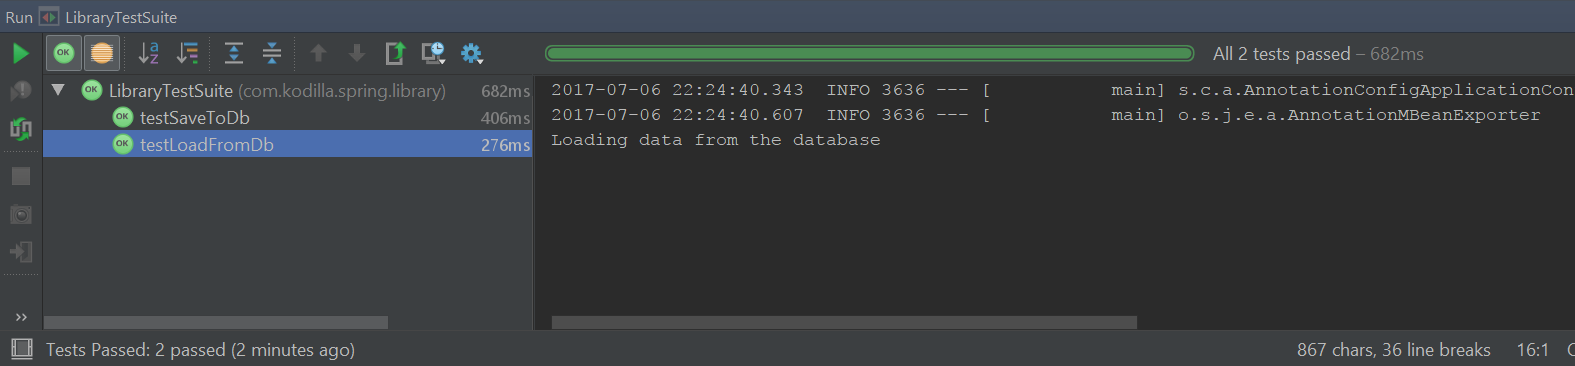 Run LibraryTestSuite
All 2 tests passed – 682ms
OK LibraryTestSuite (com.kodilla.spring.library) 682ms
OK testSaveToDb 406ms
OK testLoadFromDb 276ms
2017-07-06 22:24:40.343  INFO 3636 --- [           main] s.c.a.AnnotationConfigApplicationCon
2017-07-06 22:24:40.607  INFO 3636 --- [           main] o.s.j.e.a.AnnotationMBeanExporter
Loading data from the database
Tests Passed: 2 passed (2 minutes ago)
867 chars, 36 line breaks 16:1